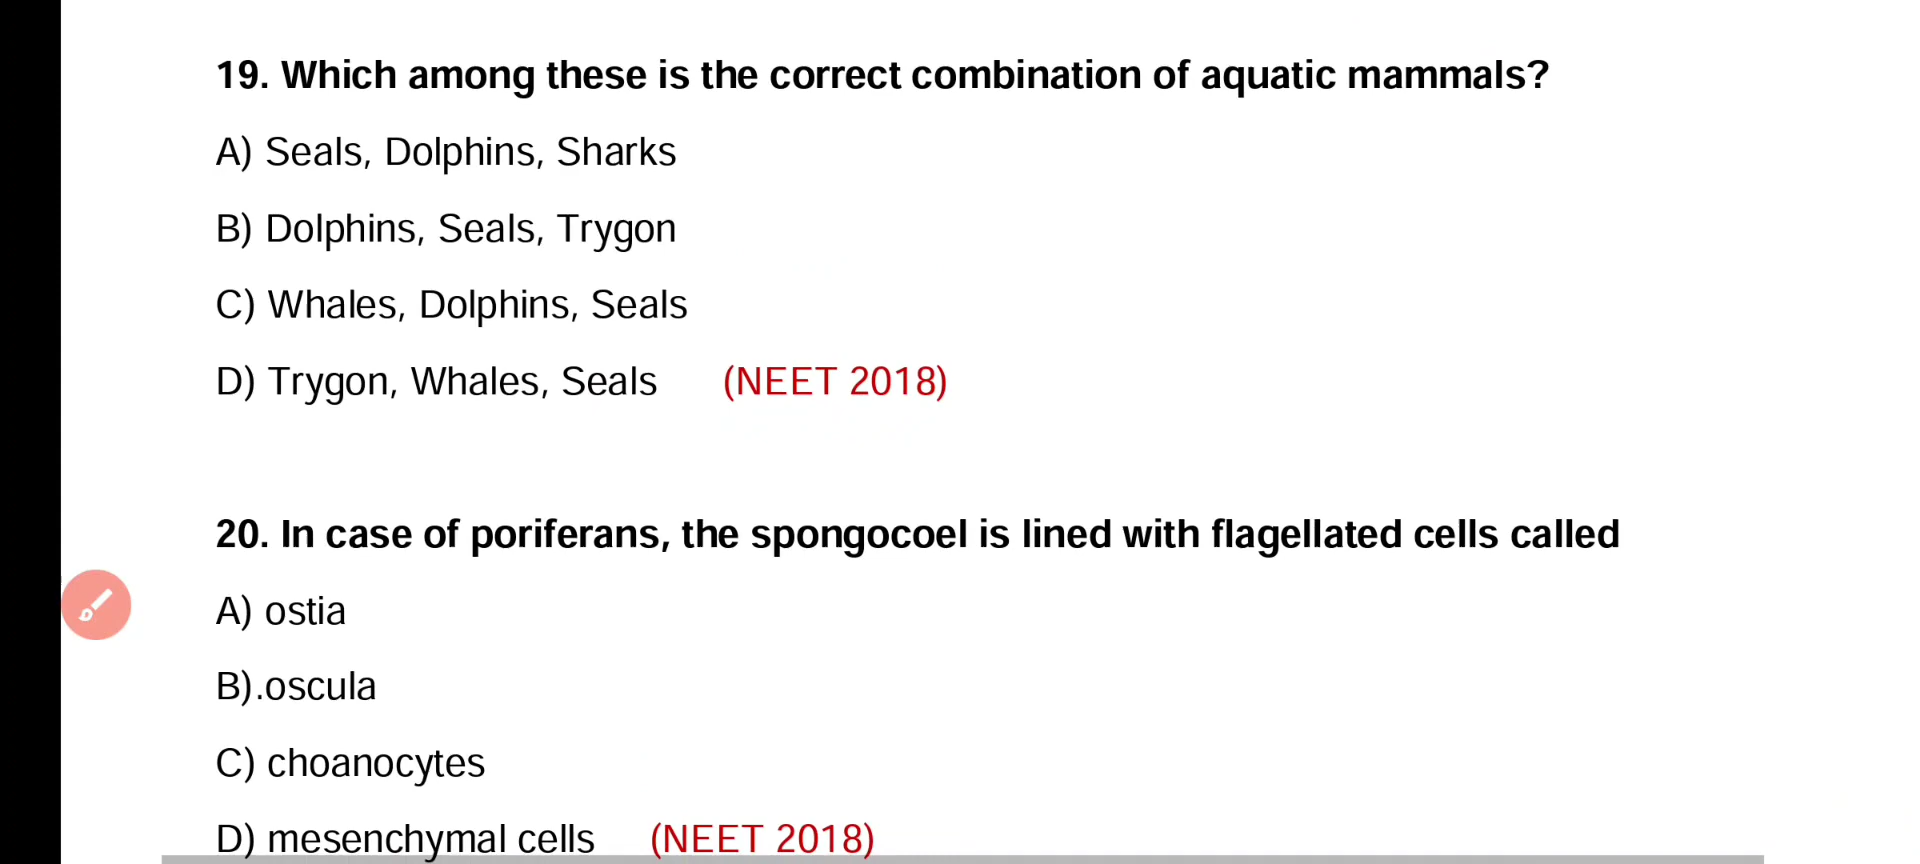 19. Which among these is the correct combination of aquatic mammals?
A) Seals, Dolphins, Sharks
B) Dolphins, Seals, Trygon
C) Whales, Dolphins, Seals
D) Trygon, Whales, Seals (NEET 2018)
20. In case of poriferans, the spongocoel is lined with flagellated cells called
A) ostia
B).oscula
C) choanocytes
D) mesenchymal cells (NEET 2018)